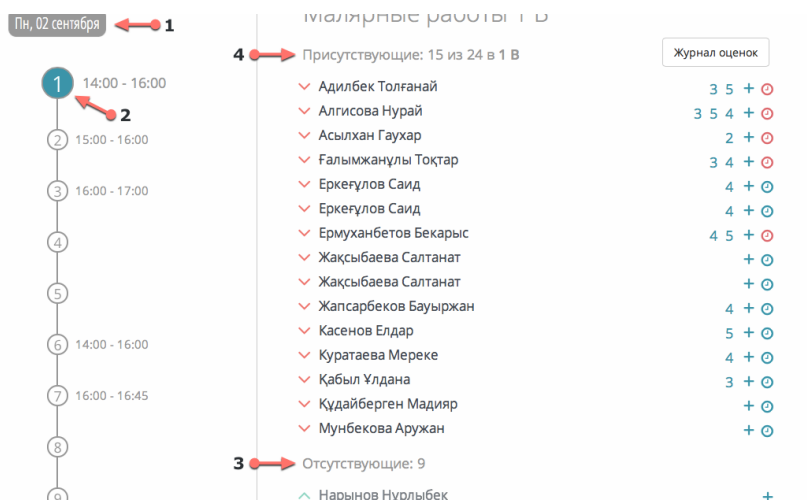 Пн, 02 сентября
1
Малярные работы 1 В
4
Присутствующие: 15 из 24 в 1 В
Журнал оценок
1
14:00 - 16:00
2
2
15:00 - 16:00
3
16:00 - 17:00
4
5
6
14:00 - 16:00
7
16:00 - 16:45
8
9
Адилбек Толғанай 3 5 +
Алгисова Нурай 3 5 4 +
Асылхан Гаухар 2 +
Ғалымжанұлы Тоқтар 3 4 +
Еркеғұлов Саид 4 +
Еркеғұлов Саид 4 +
Ермуханбетов Бекарыс 4 5 +
Жақсыбаева Салтанат +
Жақсыбаева Салтанат +
Жапсарбеков Бауыржан 4 +
Касенов Елдар 5 +
Куратаева Мереке 4 +
Қабыл Ұлдана 3 +
Құдайберген Мадияр +
Мунбекова Аружан +
3
Отсутствующие: 9
Нарынов Нурлыбек +